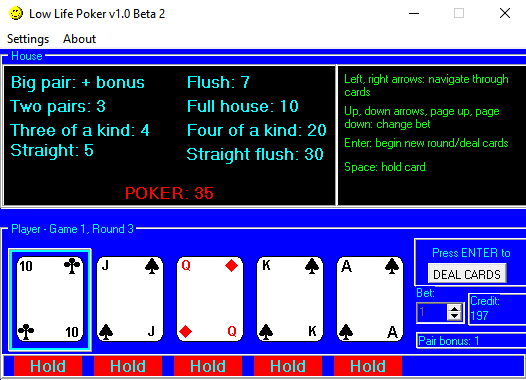 Low Life Poker v1.0 Beta 2
Settings About
House
Big pair: + bonus
Flush: 7
Two pairs: 3
Full house: 10
Three of a kind: 4
Four of a kind: 20
Straight: 5
Straight flush: 30
POKER: 35
Left, right arrows: navigate through
cards
Up, down arrows, page up, page
down: change bet
Enter: begin new round/deal cards
Space: hold card
Player - Game 1, Round 3
10 J Q K A
10 J Q K A
Press ENTER to
DEAL CARDS
Bet:
1
Credit:
197
Pair bonus: 1
Hold Hold Hold Hold Hold